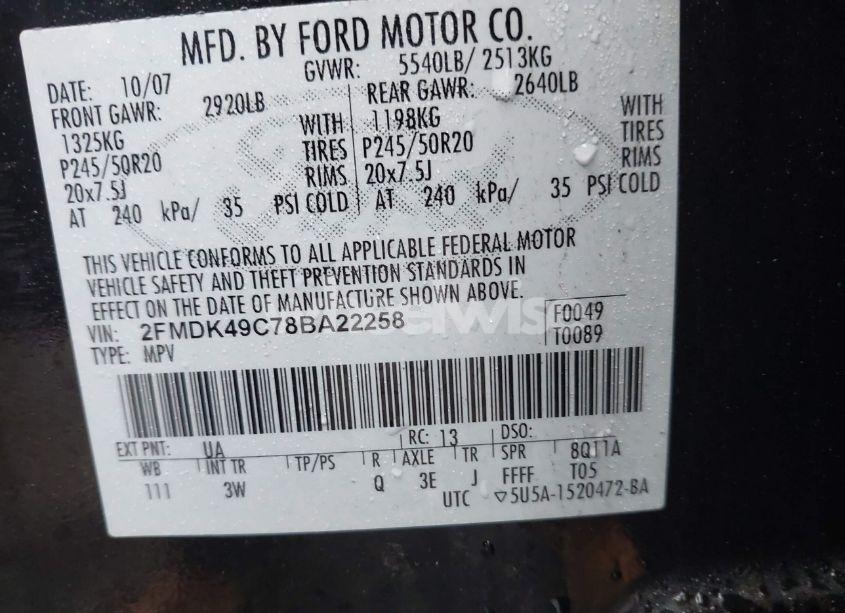 MFD. BY FORD MOTOR CO.
DATE: 10/07 GVWR: 5540LB/ 2513KG
FRONT GAWR: 2920LB REAR GAWR: 2640LB
1325KG WITH 1198KG WITH
P245/50R20 TIRES P245/50R20 TIRES
20x7.5J RIMS 20x7.5J RIMS
AT 240 kPa/ 35 PSI COLD AT 240 kPa/ 35 PSI COLD
THIS VEHICLE CONFORMS TO ALL APPLICABLE FEDERAL MOTOR
VEHICLE SAFETY AND THEFT PREVENTION STANDARDS IN
EFFECT ON THE DATE OF MANUFACTURE SHOWN ABOVE.
VIN: 2FMDK49C78BA22258 F0049
TYPE: MPV T0089
EXT PNT: UA RC: 13 DSO:
WB INT TR TP/PS R AXLE TR SPR 8Q11A
111 3W Q 3E J FFFF T05
UTC ▽5U5A-1520472-BA